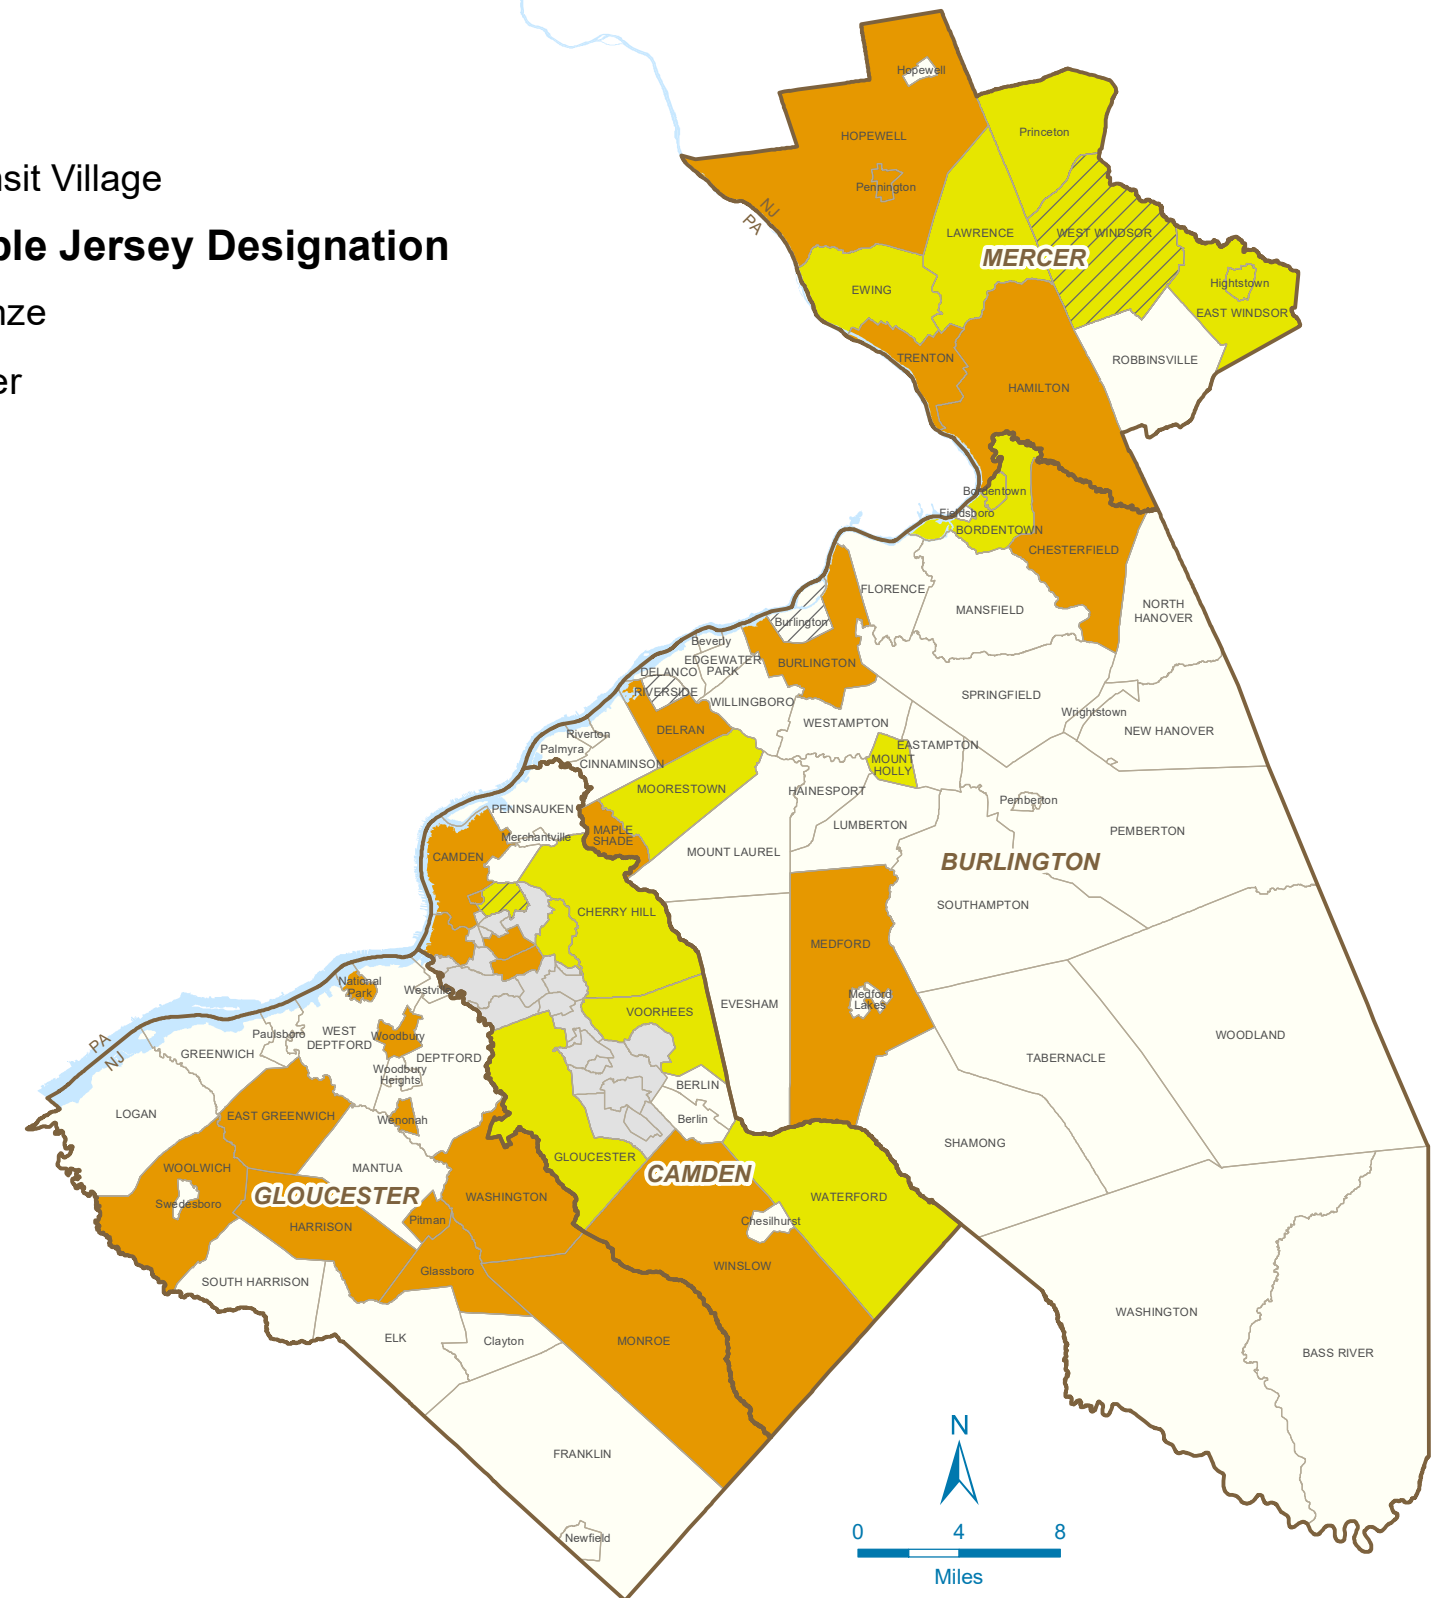 nsit Village
ble Jersey Designation
nze
er
Hopewell
HOPEWELL
Princeton
Pennington
NJ
PA
LAWRENCE
WEST WINDSOR
MERCER
EWING
Hightstown
EAST WINDSOR
TRENTON
ROBBINSVILLE
HAMILTON
Bordentown
Fieldsboro
BORDENTOWN
CHESTERFIELD
FLORENCE
MANSFIELD
NORTH
HANOVER
Burlington
Beverly
EDGEWATER
PARK
DELANCO
BURLINGTON
RIVERSIDE
WILLINGBORO
SPRINGFIELD
Wrightstown
WESTAMPTON
NEW HANOVER
DELRAN
Riverton
Palmyra
EASTAMPTON
CINNAMINSON
MOUNT
HOLLY
MOORESTOWN
HAINESPORT
Pemberton
PENNSAUKEN
LUMBERTON
PEMBERTON
Merchantville
MAPLE
SHADE
MOUNT LAUREL
CAMDEN
BURLINGTON
CHERRY HILL
SOUTHAMPTON
MEDFORD
National
Park
Westville
Medford
Lakes
EVESHAM
VOORHEES
WOODLAND
PA
NJ
Paulsboro
WEST
DEPTFORD
Woodbury
GREENWICH
DEPTFORD
TABERNACLE
Woodbury
Heights
BERLIN
LOGAN
EAST GREENWICH
Wenonah
Berlin
SHAMONG
GLOUCESTER
WOOLWICH
MANTUA
CAMDEN
GLOUCESTER
WASHINGTON
WATERFORD
Swedesboro
HARRISON
Pitman
Chesilhurst
Glassboro
WINSLOW
SOUTH HARRISON
WASHINGTON
ELK
Clayton
MONROE
BASS RIVER
N
FRANKLIN
Newfield
0 4 8
Miles